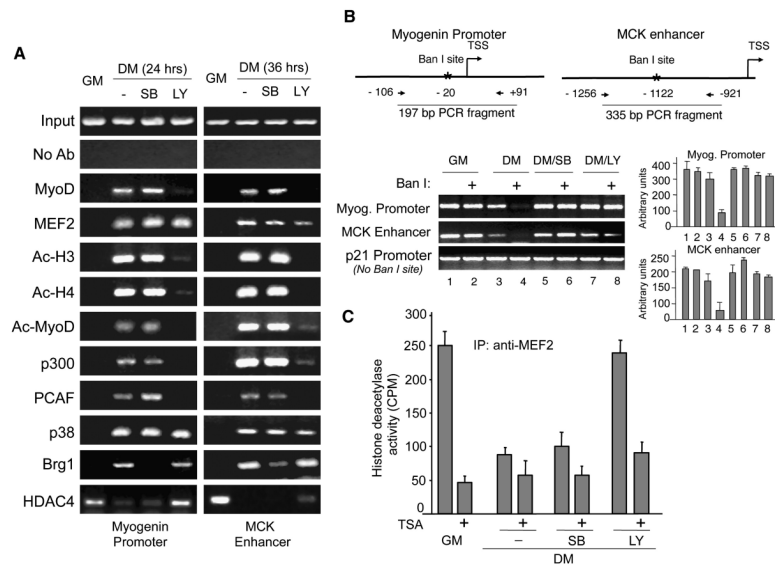 A
GM DM (24 hrs) GM DM (36 hrs)
- SB LY - SB LY
Input
No Ab
MyoD
MEF2
Ac-H3
Ac-H4
Ac-MyoD
p300
PCAF
p38
Brg1
HDAC4
Myogenin Promoter
MCK Enhancer
B
Myogenin Promoter
TSS
Ban I site
*
- 106 - 20 +91
197 bp PCR fragment
MCK enhancer
TSS
Ban I site
*
- 1256 - 1122 -921
335 bp PCR fragment
GM DM DM/SB DM/LY
Ban I: + + + +
Myog. Promoter
MCK Enhancer
p21 Promoter
(No Ban I site)
1 2 3 4 5 6 7 8
Myog. Promoter
Arbitrary units
400
300
200
100
0
1 2 3 4 5 6 7 8
MCK enhancer
Arbitrary units
250
200
150
100
50
0
1 2 3 4 5 6 7 8
C
IP: anti-MEF2
Histone deacetylase
activity (CPM)
300
250
200
150
100
50
0
TSA + + + +
GM – SB LY
DM